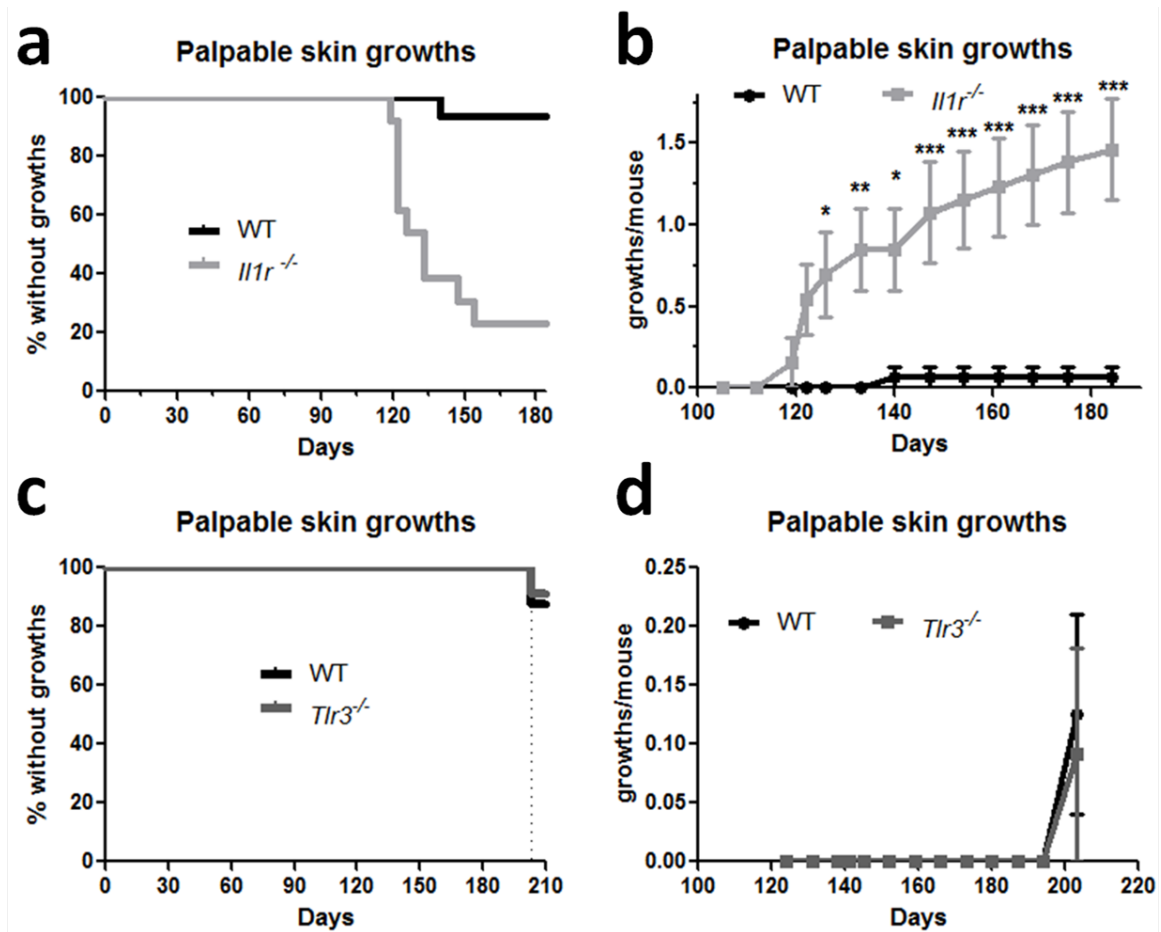 a
Palpable skin growths
100
80
60
40
20
0
% without growths
WT
Il1r -/-
0 30 60 90 120 150 180
Days
b
Palpable skin growths
WT Il1r-/-
1.5
1.0
0.5
0.0
growths/mouse
* ** * *** *** *** *** *** ***
100 120 140 160 180
Days
c
Palpable skin growths
100
80
60
40
20
0
% without growths
WT
Tlr3-/-
0 30 60 90 120 150 180 210
Days
d
Palpable skin growths
0.25
0.20
0.15
0.10
0.05
0.00
growths/mouse
WT Tlr3-/-
100 120 140 160 180 200 220
Days